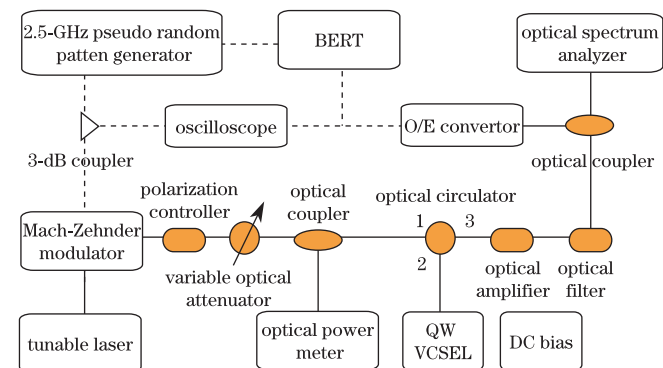 2.5-GHz pseudo random
patten generator
BERT
optical spectrum
analyzer
oscilloscope
O/E convertor
3-dB coupler
optical coupler
polarization
controller
optical
coupler
optical circulator
Mach-Zehnder
modulator
1
3
2
variable optical
attenuator
optical
amplifier
optical
filter
tunable laser
optical power
meter
QW
VCSEL
DC bias